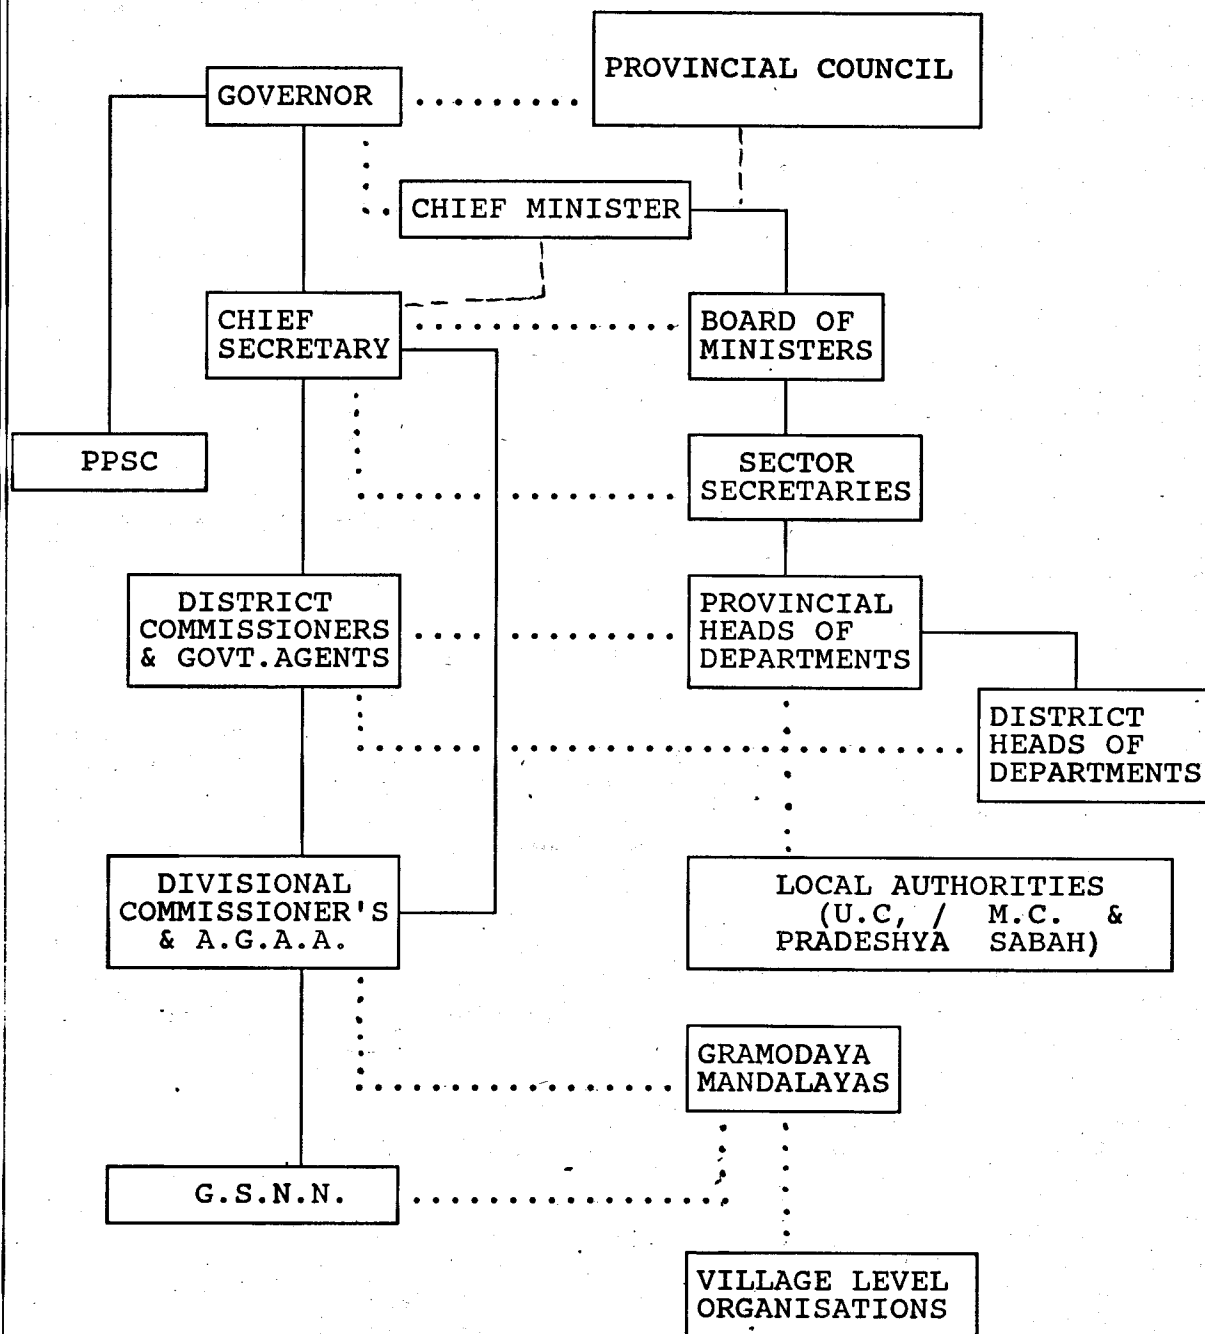 PROVINCIAL COUNCIL
GOVERNOR
CHIEF MINISTER
CHIEF
SECRETARY
BOARD OF
MINISTERS
PPSC
SECTOR
SECRETARIES
DISTRICT
COMMISSIONERS
& GOVT.AGENTS
PROVINCIAL
HEADS OF
DEPARTMENTS
DISTRICT
HEADS OF
DEPARTMENTS
DIVISIONAL
COMMISSIONER'S
& A.G.A.A.
LOCAL AUTHORITIES
(U.C, / M.C. &
PRADESHYA SABAH)
GRAMODAYA
MANDALAYAS
G.S.N.N.
VILLAGE LEVEL
ORGANISATIONS